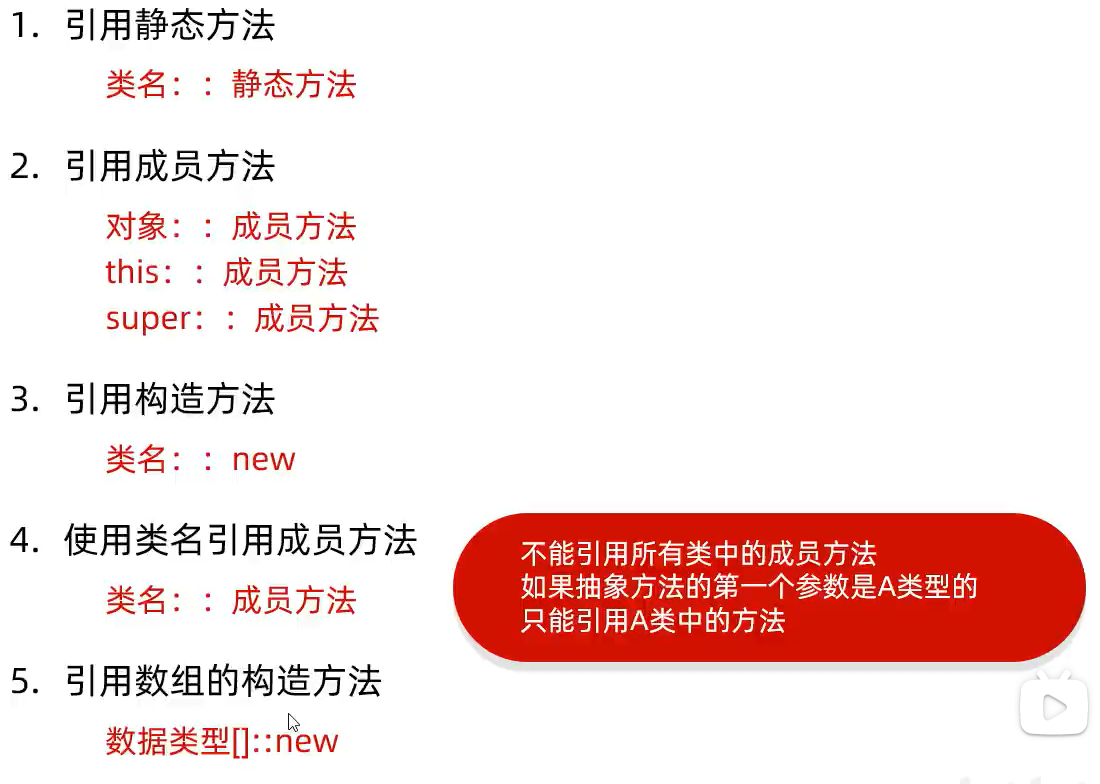 1. 引用静态方法
类名：：静态方法
2. 引用成员方法
对象：：成员方法
this：：成员方法
super：：成员方法
3. 引用构造方法
类名：：new
4. 使用类名引用成员方法
类名：：成员方法
不能引用所有类中的成员方法
如果抽象方法的第一个参数是A类型的
只能引用A类中的方法
5. 引用数组的构造方法
数据类型[]::new